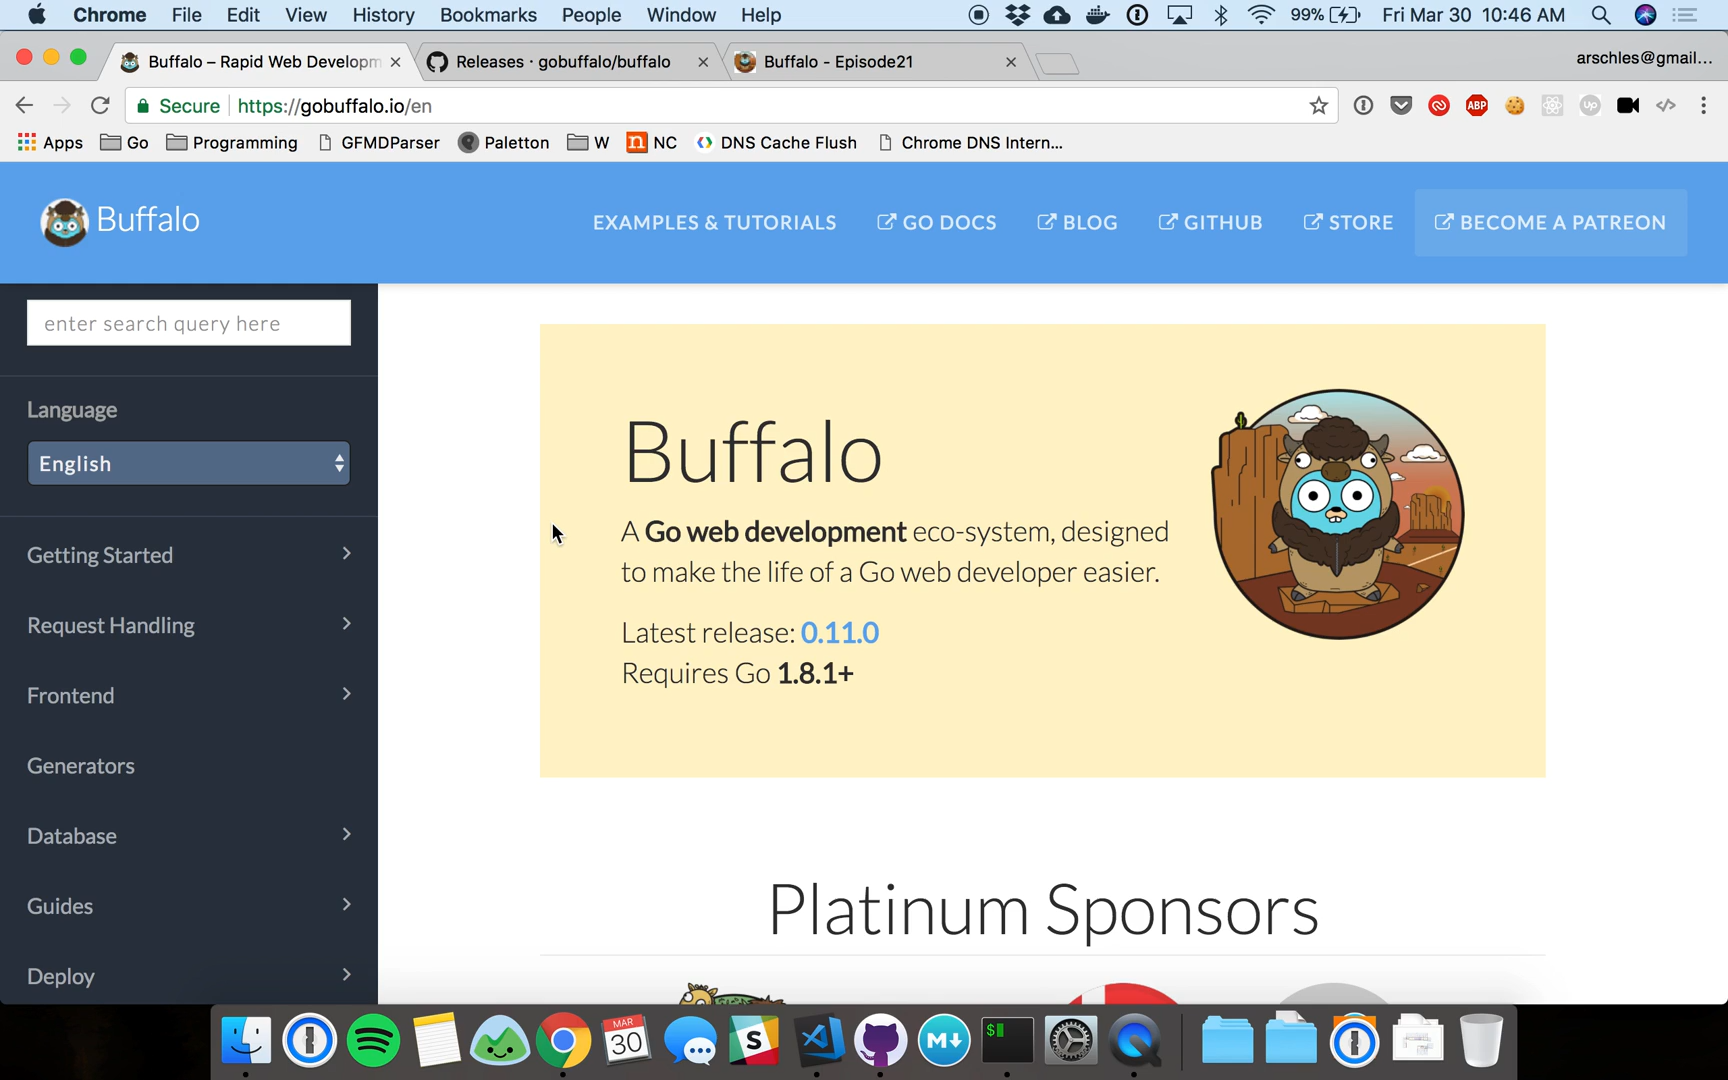 Chrome File Edit View History Bookmarks People Window Help 99% Fri Mar 30 10:46 AM
Buffalo – Rapid Web Developm
Releases · gobuffalo/buffalo
Buffalo - Episode21
arschles@gmail...
Secure https://gobuffalo.io/en
ABP
Up
Apps Go Programming GFMDParser Paletton W n NC DNS Cache Flush Chrome DNS Intern...
Buffalo
EXAMPLES & TUTORIALS GO DOCS BLOG GITHUB STORE BECOME A PATREON
enter search query here
Language
English
Getting Started
Request Handling
Frontend
Generators
Database
Guides
Deploy
Buffalo
A Go web development eco-system, designed
to make the life of a Go web developer easier.
Latest release: 0.11.0
Requires Go 1.8.1+
Platinum Sponsors
MAR
30
S
M
$